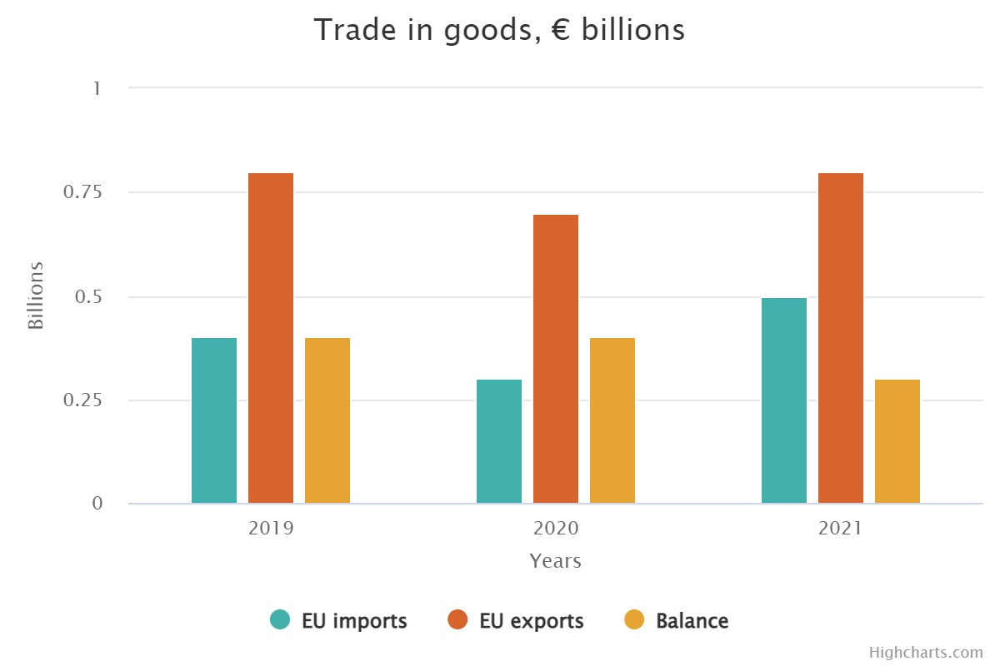 Trade in goods, € billions
1
0.75
0.5
0.25
0
Billions
2019 2020 2021
Years
EU imports EU exports Balance
Highcharts.com